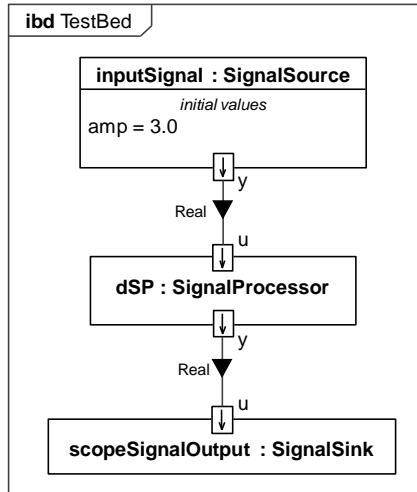 ibd TestBed
inputSignal : SignalSource
initial values
amp = 3.0
y
Real
u
dSP : SignalProcessor
y
Real
u
scopeSignalOutput : SignalSink